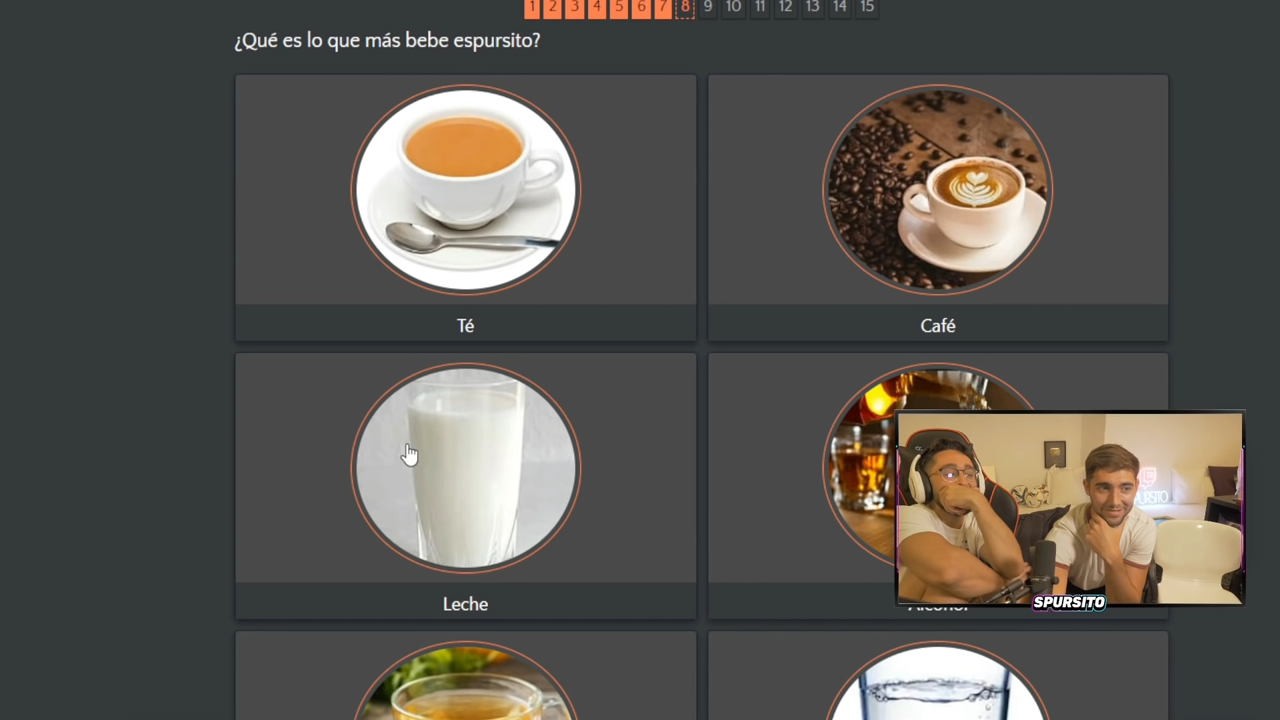 1 2 3 4 5 6 7 8 9 10 11 12 13 14 15
¿Qué es lo que más bebe espursito?
Té
Café
Leche
Alcohol
SPURSITO